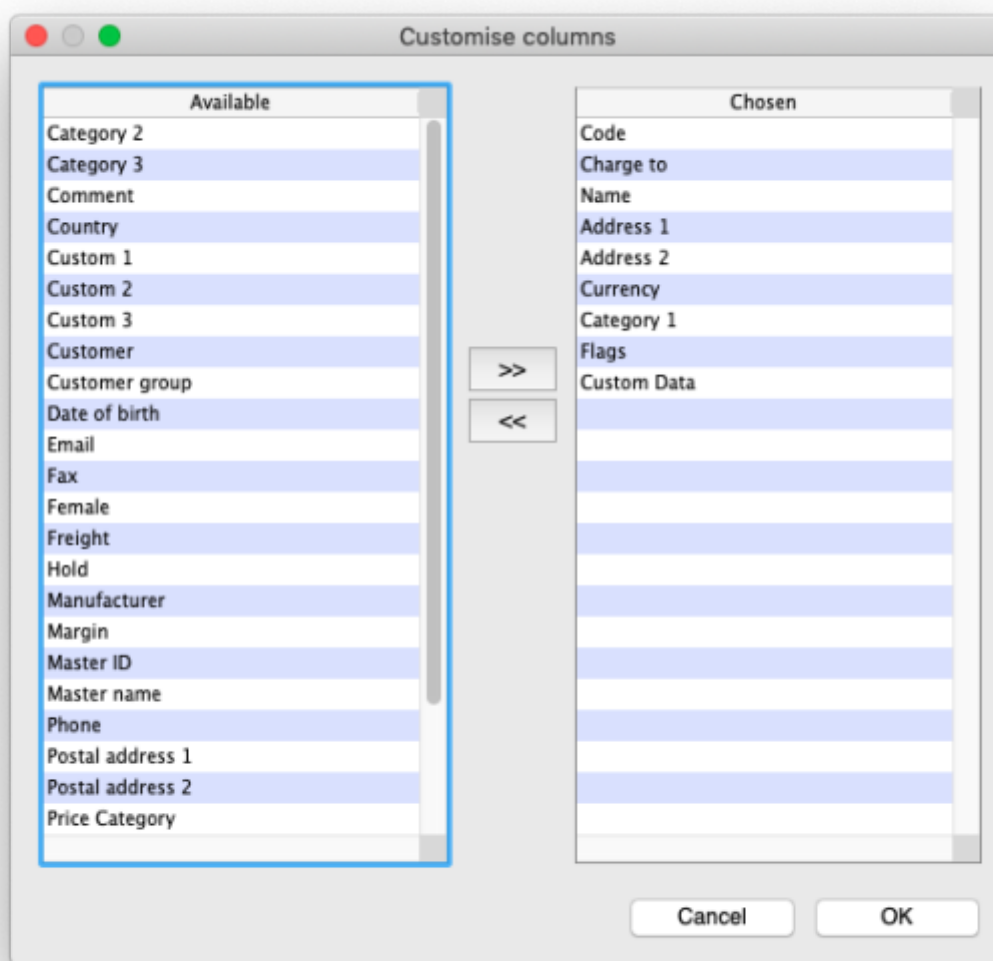 Customise columns
Available
Category 2
Category 3
Comment
Country
Custom 1
Custom 2
Custom 3
Customer
Customer group
Date of birth
Email
Fax
Female
Freight
Hold
Manufacturer
Margin
Master ID
Master name
Phone
Postal address 1
Postal address 2
Price Category
>>
<<
Chosen
Code
Charge to
Name
Address 1
Address 2
Currency
Category 1
Flags
Custom Data
Cancel
OK